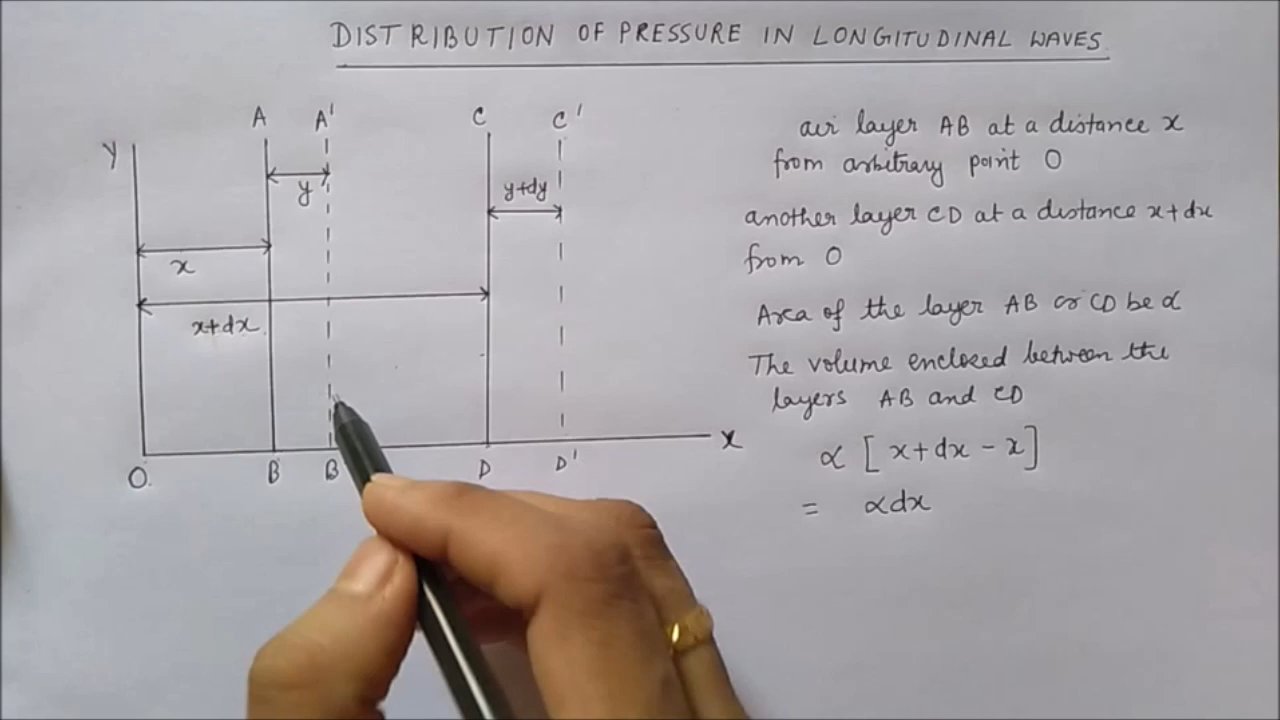 DISTRIBUTION OF PRESSURE IN LONGITUDINAL WAVES
A A' C C'
Y
y
y+dy
x
x+dx
O B B D D' X
air layer AB at a distance x
from arbitrary point O
another layer CD at a distance x+dx
from O
Area of the layer AB or CD be α
The volume enclosed between the
layers AB and CD
α [x+dx - x]
= αdx